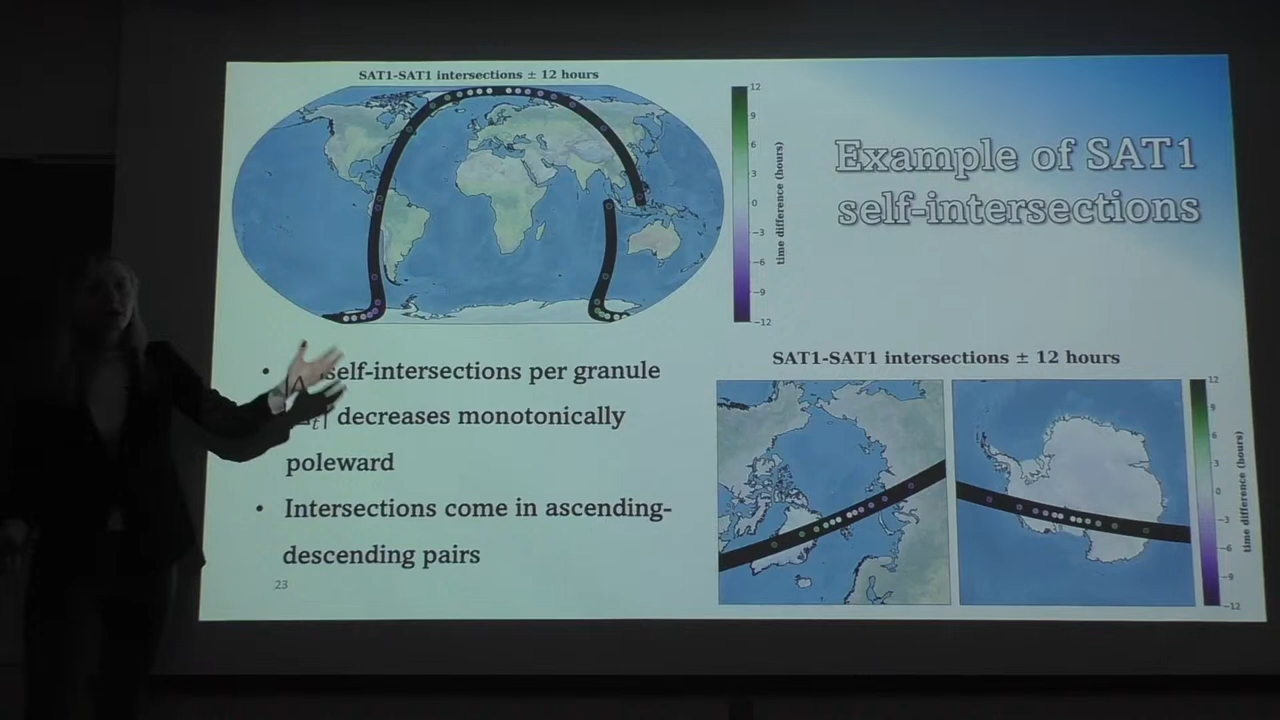 SAT1-SAT1 intersections ± 12 hours
12
9
6
3
0
−3
−6
−9
−12
time difference (hours)
Example of SAT1
self-intersections
• self-intersections per granule
t| decreases monotonically
poleward
• Intersections come in ascending-
descending pairs
23
SAT1-SAT1 intersections ± 12 hours
12
9
6
3
0
−3
−6
−9
−12
time difference (hours)